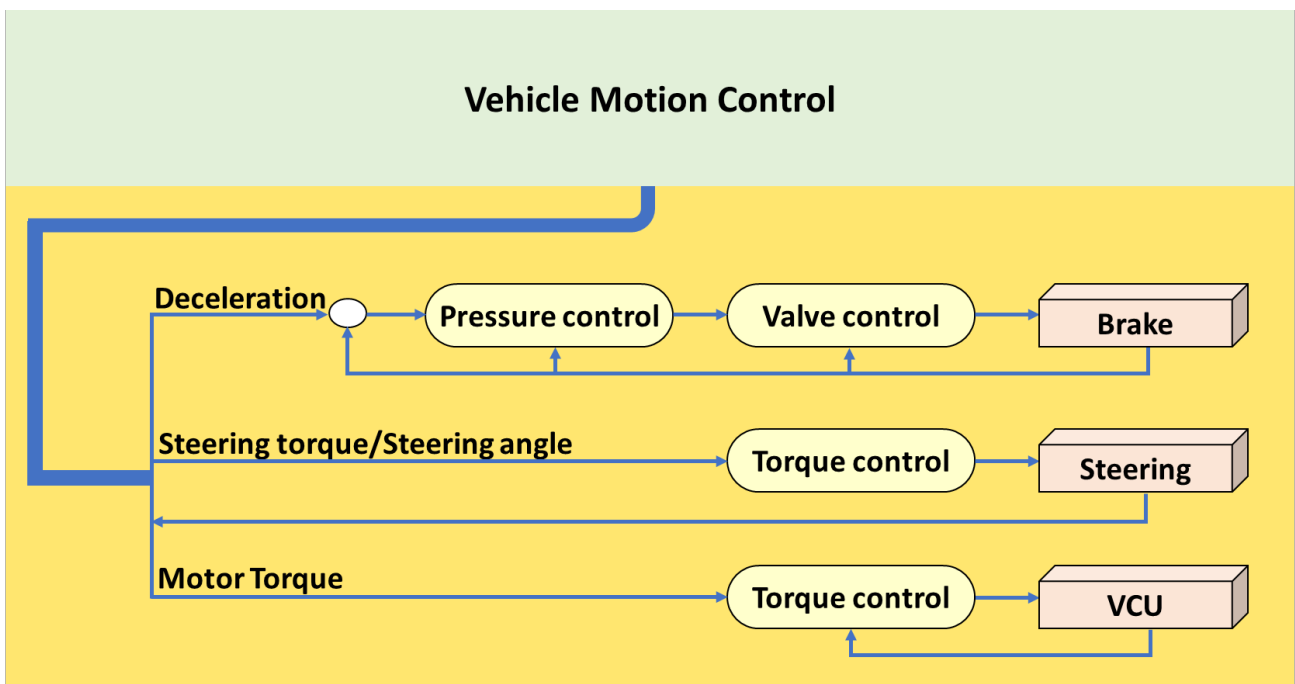 Vehicle Motion Control
Deceleration
Pressure control
Valve control
Brake
Steering torque/Steering angle
Torque control
Steering
Motor Torque
Torque control
VCU